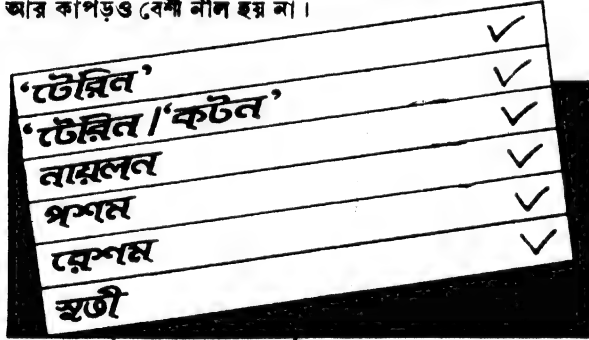 আর কাপড়ও বেশী নীল হয় না।
‘টেরিন’ ✓
‘টেরিন/‘কটন’ ✓
নায়লন ✓
পশম ✓
রেশম ✓
সূতী ✓